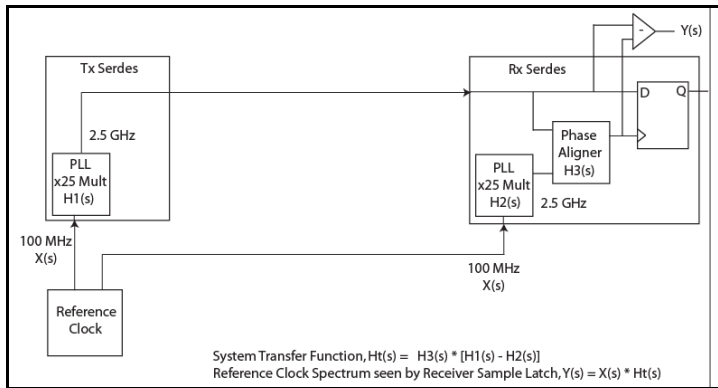 Y(s)
Tx Serdes
Rx Serdes
D
Q
2.5 GHz
Phase
Aligner
H3(s)
PLL
x25 Mult
H1(s)
PLL
x25 Mult
H2(s)
2.5 GHz
100 MHz
X(s)
100 MHz
X(s)
Reference
Clock
System Transfer Function, Ht(s) = H3(s) * [H1(s) - H2(s)]
Reference Clock Spectrum seen by Receiver Sample Latch, Y(s) = X(s) * Ht(s)